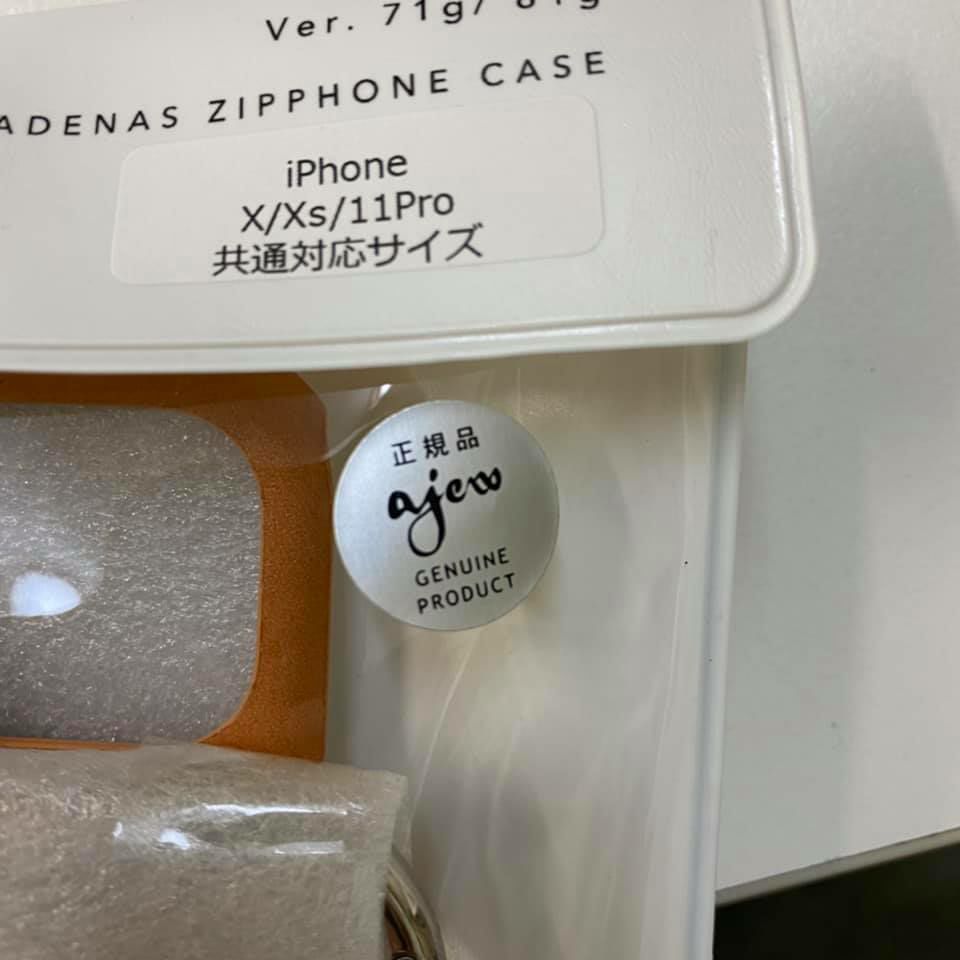 Ver. 71g/
ADENAS ZIPPHONE CASE
iPhone
X/Xs/11Pro
共通対応サイズ
正規品
ajew
GENUINE
PRODUCT